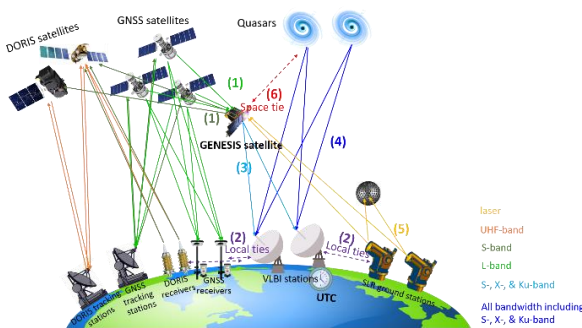 DORIS satellites
GNSS satellites
Quasars
(1)
(6)
Space tie
(1)
GENESIS satellite
(3)
(4)
(2)
Local ties
(2)
Local ties
(5)
DORIS tracking
stations
GNSS
tracking
stations
DORIS
receivers
GNSS
receivers
VLBI stations
UTC
SLR ground stations
laser
UHF-band
S-band
L-band
S-, X-, & Ku-band
All bandwidth including
S-, X-, & Ku-band